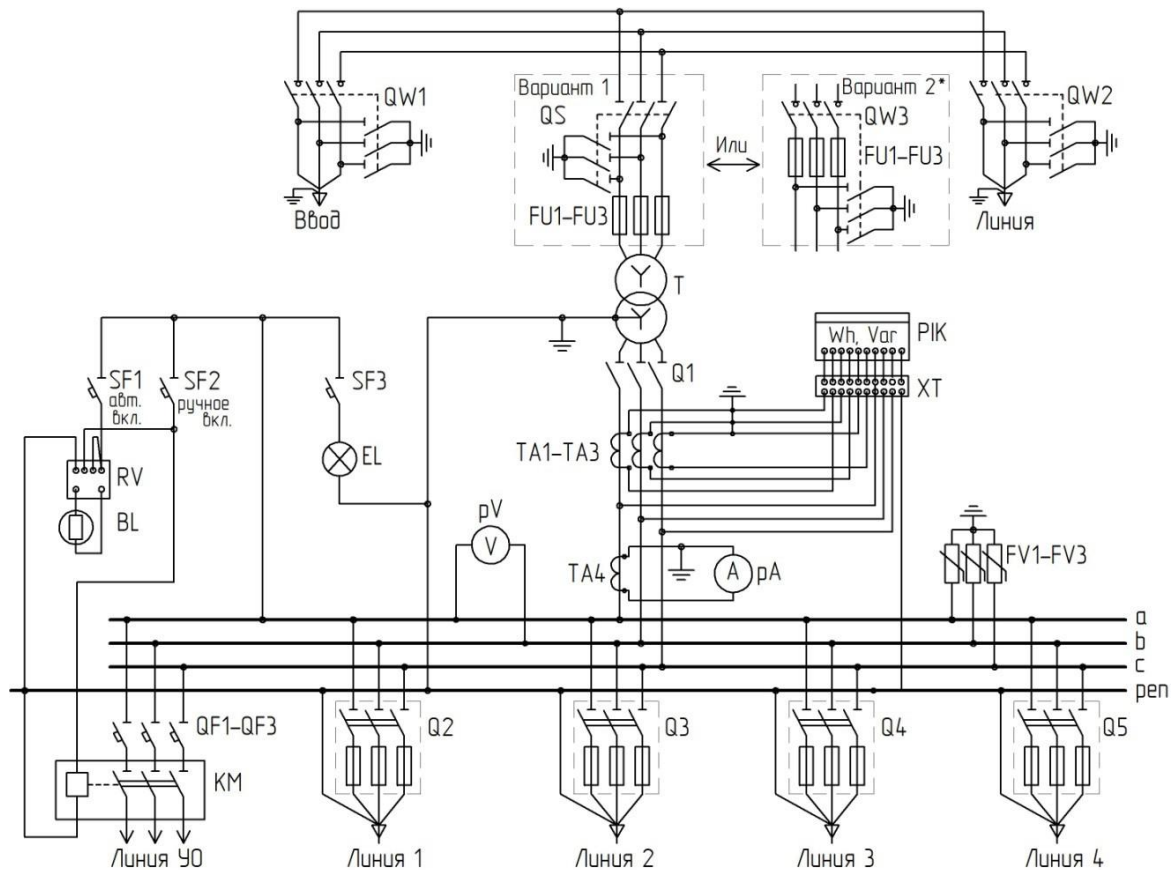 QW1
Вариант 1
QS
FU1-FU3
Или
Вариант 2*
QW3
FU1-FU3
QW2
Ввод
Линия
T
Wh, Var
PIK
XT
Q1
SF1
авт.
вкл.
SF2
ручное
вкл.
SF3
EL
RV
BL
TA1-TA3
pV
V
TA4
A
pA
FV1-FV3
a
b
c
pen
QF1-QF3
KM
Q2
Q3
Q4
Q5
Линия УО
Линия 1
Линия 2
Линия 3
Линия 4